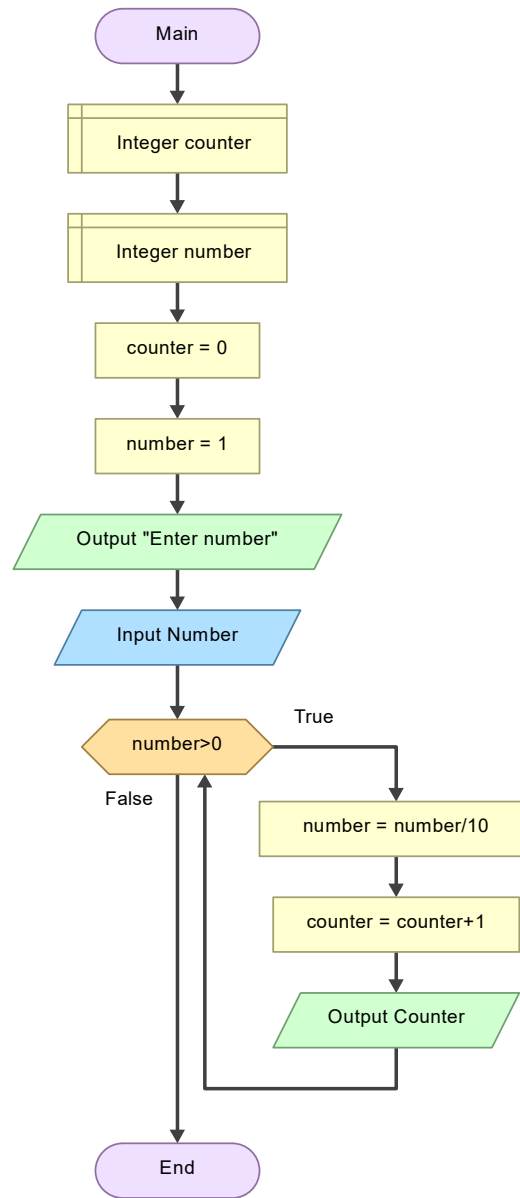 Main
Integer counter
Integer number
counter = 0
number = 1
Output "Enter number"
Input Number
number>0
True
False
number = number/10
counter = counter+1
Output Counter
End